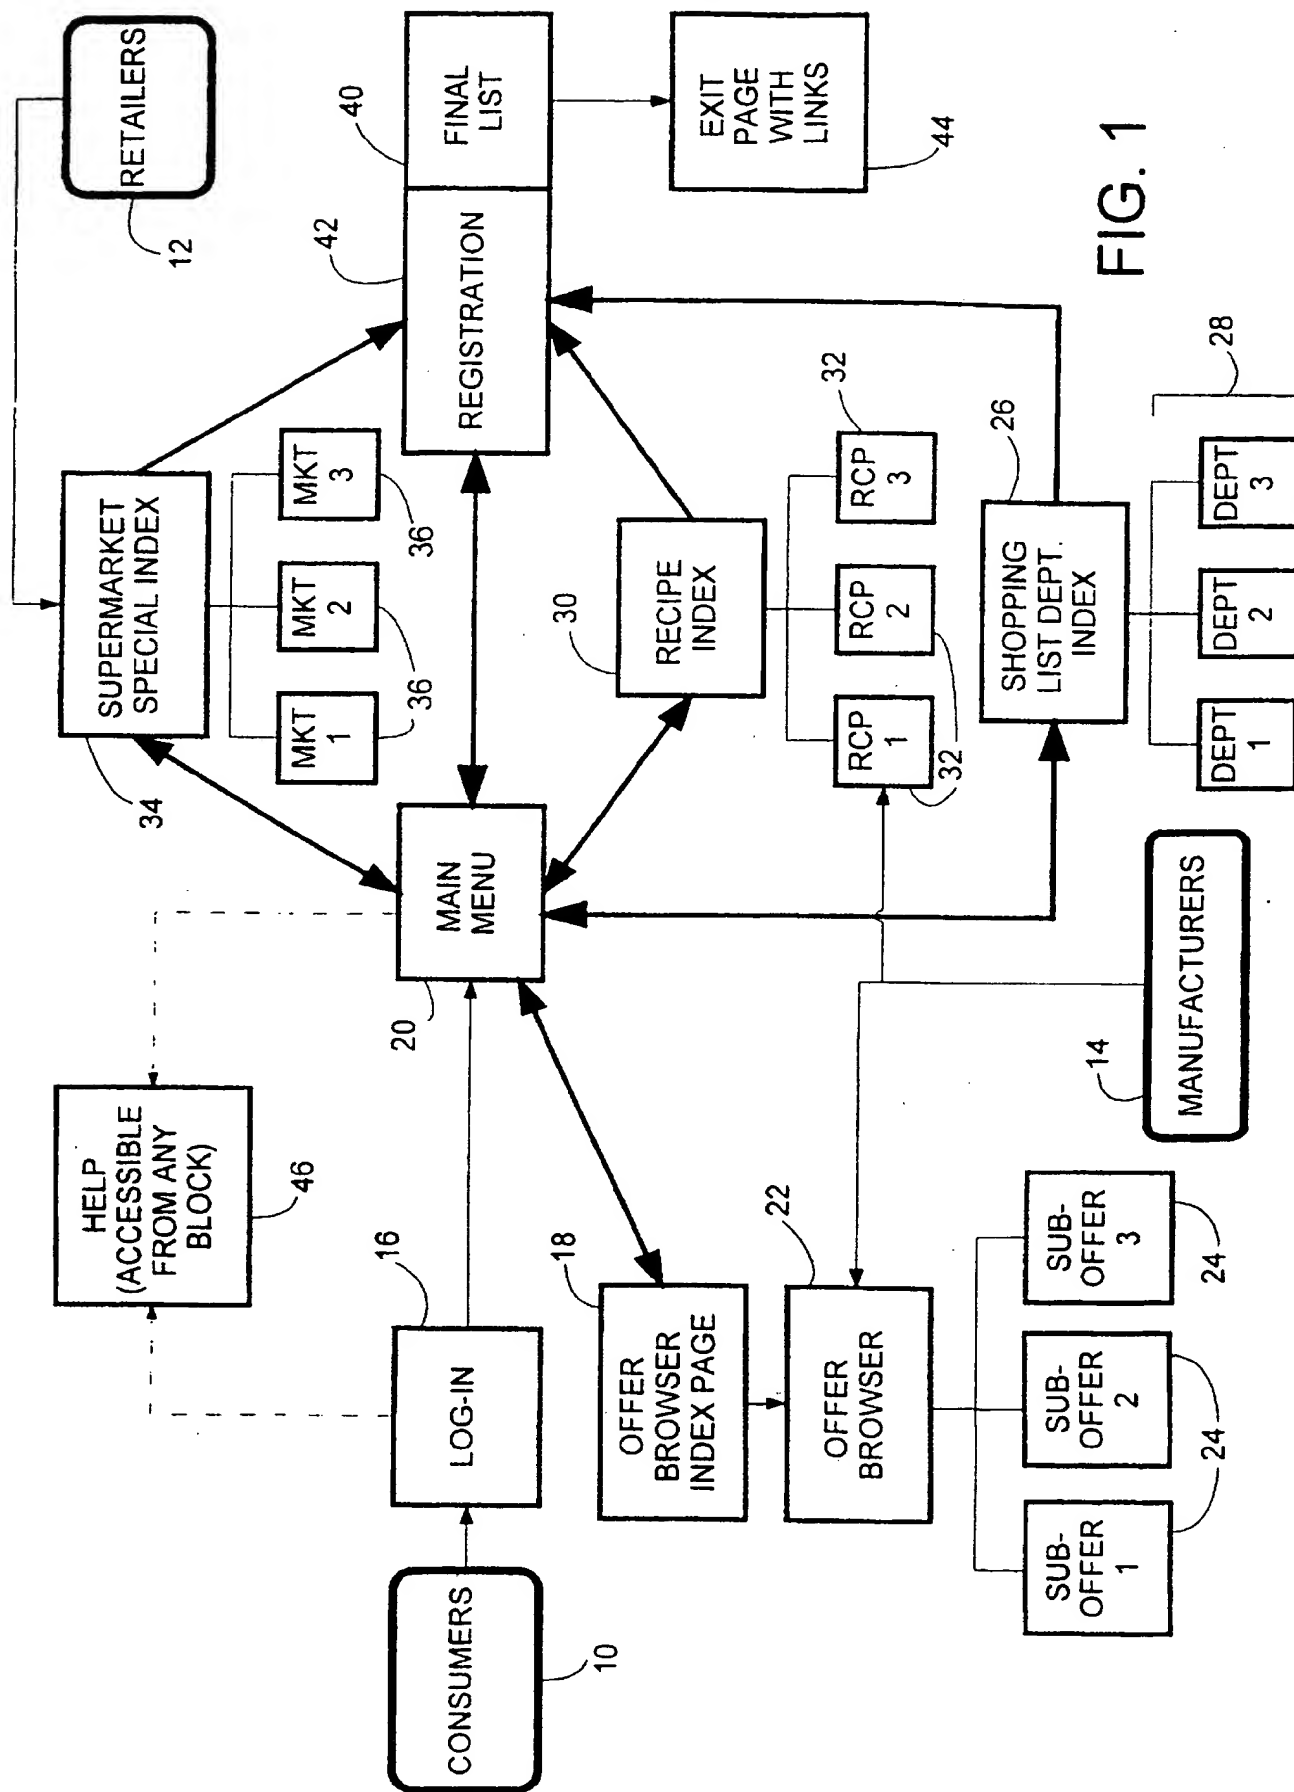 CONSUMERS
10
LOG-IN
16
HELP
(ACCESSIBLE
FROM ANY
BLOCK)
46
MAIN
MENU
20
OFFER
BROWSER
INDEX PAGE
18
OFFER
BROWSER
22
SUB-
OFFER
1
SUB-
OFFER
2
SUB-
OFFER
3
24
24
MANUFACTURERS
14
SUPERMARKET
SPECIAL INDEX
34
MKT
1
MKT
2
MKT
3
36
36
RECIPE
INDEX
30
RCP
1
RCP
2
RCP
3
32
32
32
SHOPPING
LIST DEPT.
INDEX
26
DEPT
1
DEPT
2
DEPT
3
28
RETAILERS
12
REGISTRATION
42
FINAL
LIST
40
EXIT
PAGE
WITH
LINKS
44
FIG. 1